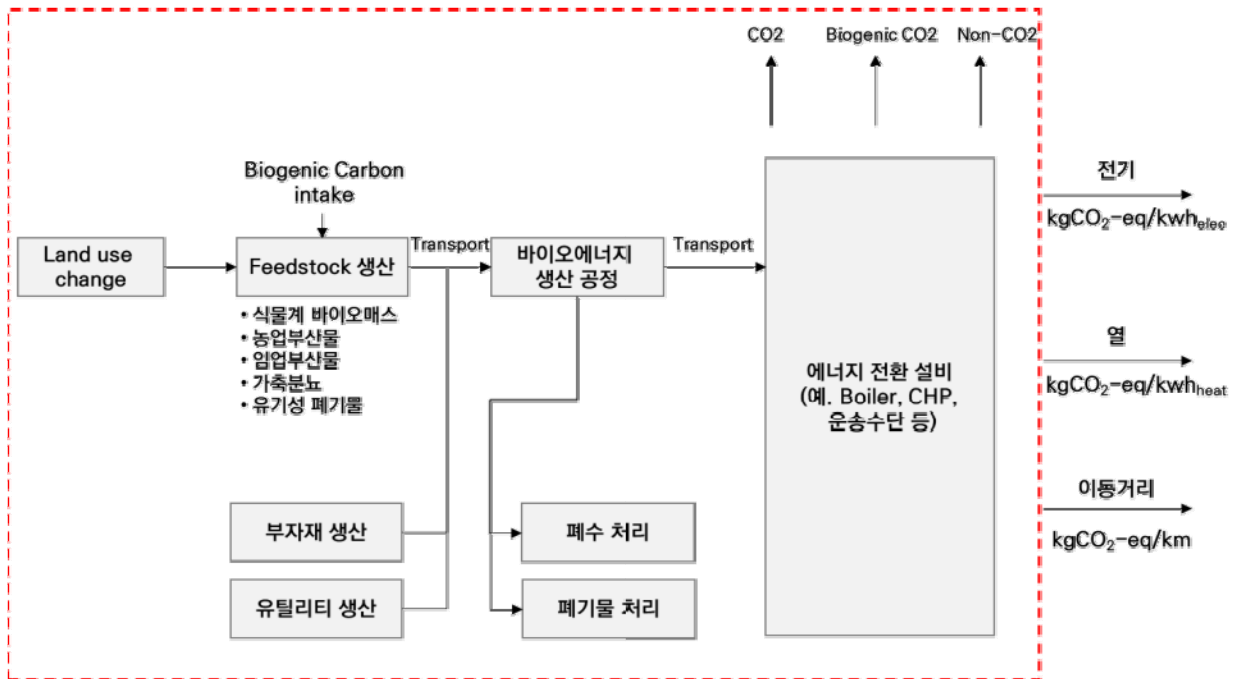 CO2
Biogenic CO2
Non-CO2
Biogenic Carbon
intake
Land use
change
Feedstock 생산
Transport
바이오에너지
생산 공정
Transport
• 식물계 바이오매스
• 농업부산물
• 임업부산물
• 가축분뇨
• 유기성 폐기물
부자재 생산
유틸리티 생산
폐수 처리
폐기물 처리
에너지 전환 설비
(예. Boiler, CHP,
운송수단 등)
전기
kgCO₂-eq/kwh elec
열
kgCO₂-eq/kwh heat
이동거리
kgCO₂-eq/km